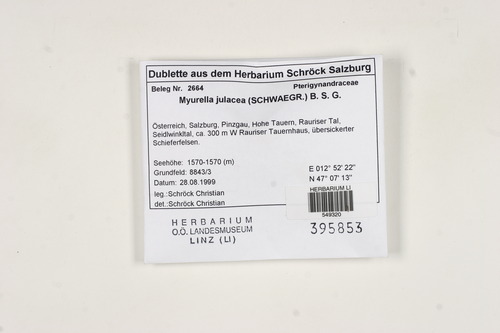 Dublette aus dem Herbarium Schröck Salzburg
Beleg Nr. 2664 Pterigynandraceae
Myurella julacea (SCHWAEGR.) B. S. G.
Österreich, Salzburg, Pinzgau, Hohe Tauern, Rauriser Tal,
Seidlwinkltal, ca. 300 m W Rauriser Tauernhaus, übersickerter
Schieferfelsen.
Seehöhe: 1570-1570 (m)
Grundfeld: 8843/3
Datum: 28.08.1999
leg.:Schröck Christian
det.:Schröck Christian
E 012° 52' 22"
N 47° 07' 13"
HERBARIUM LI
549320
HERBARIUM
O.Ö. LANDESMUSEUM
LINZ (LI)
395853